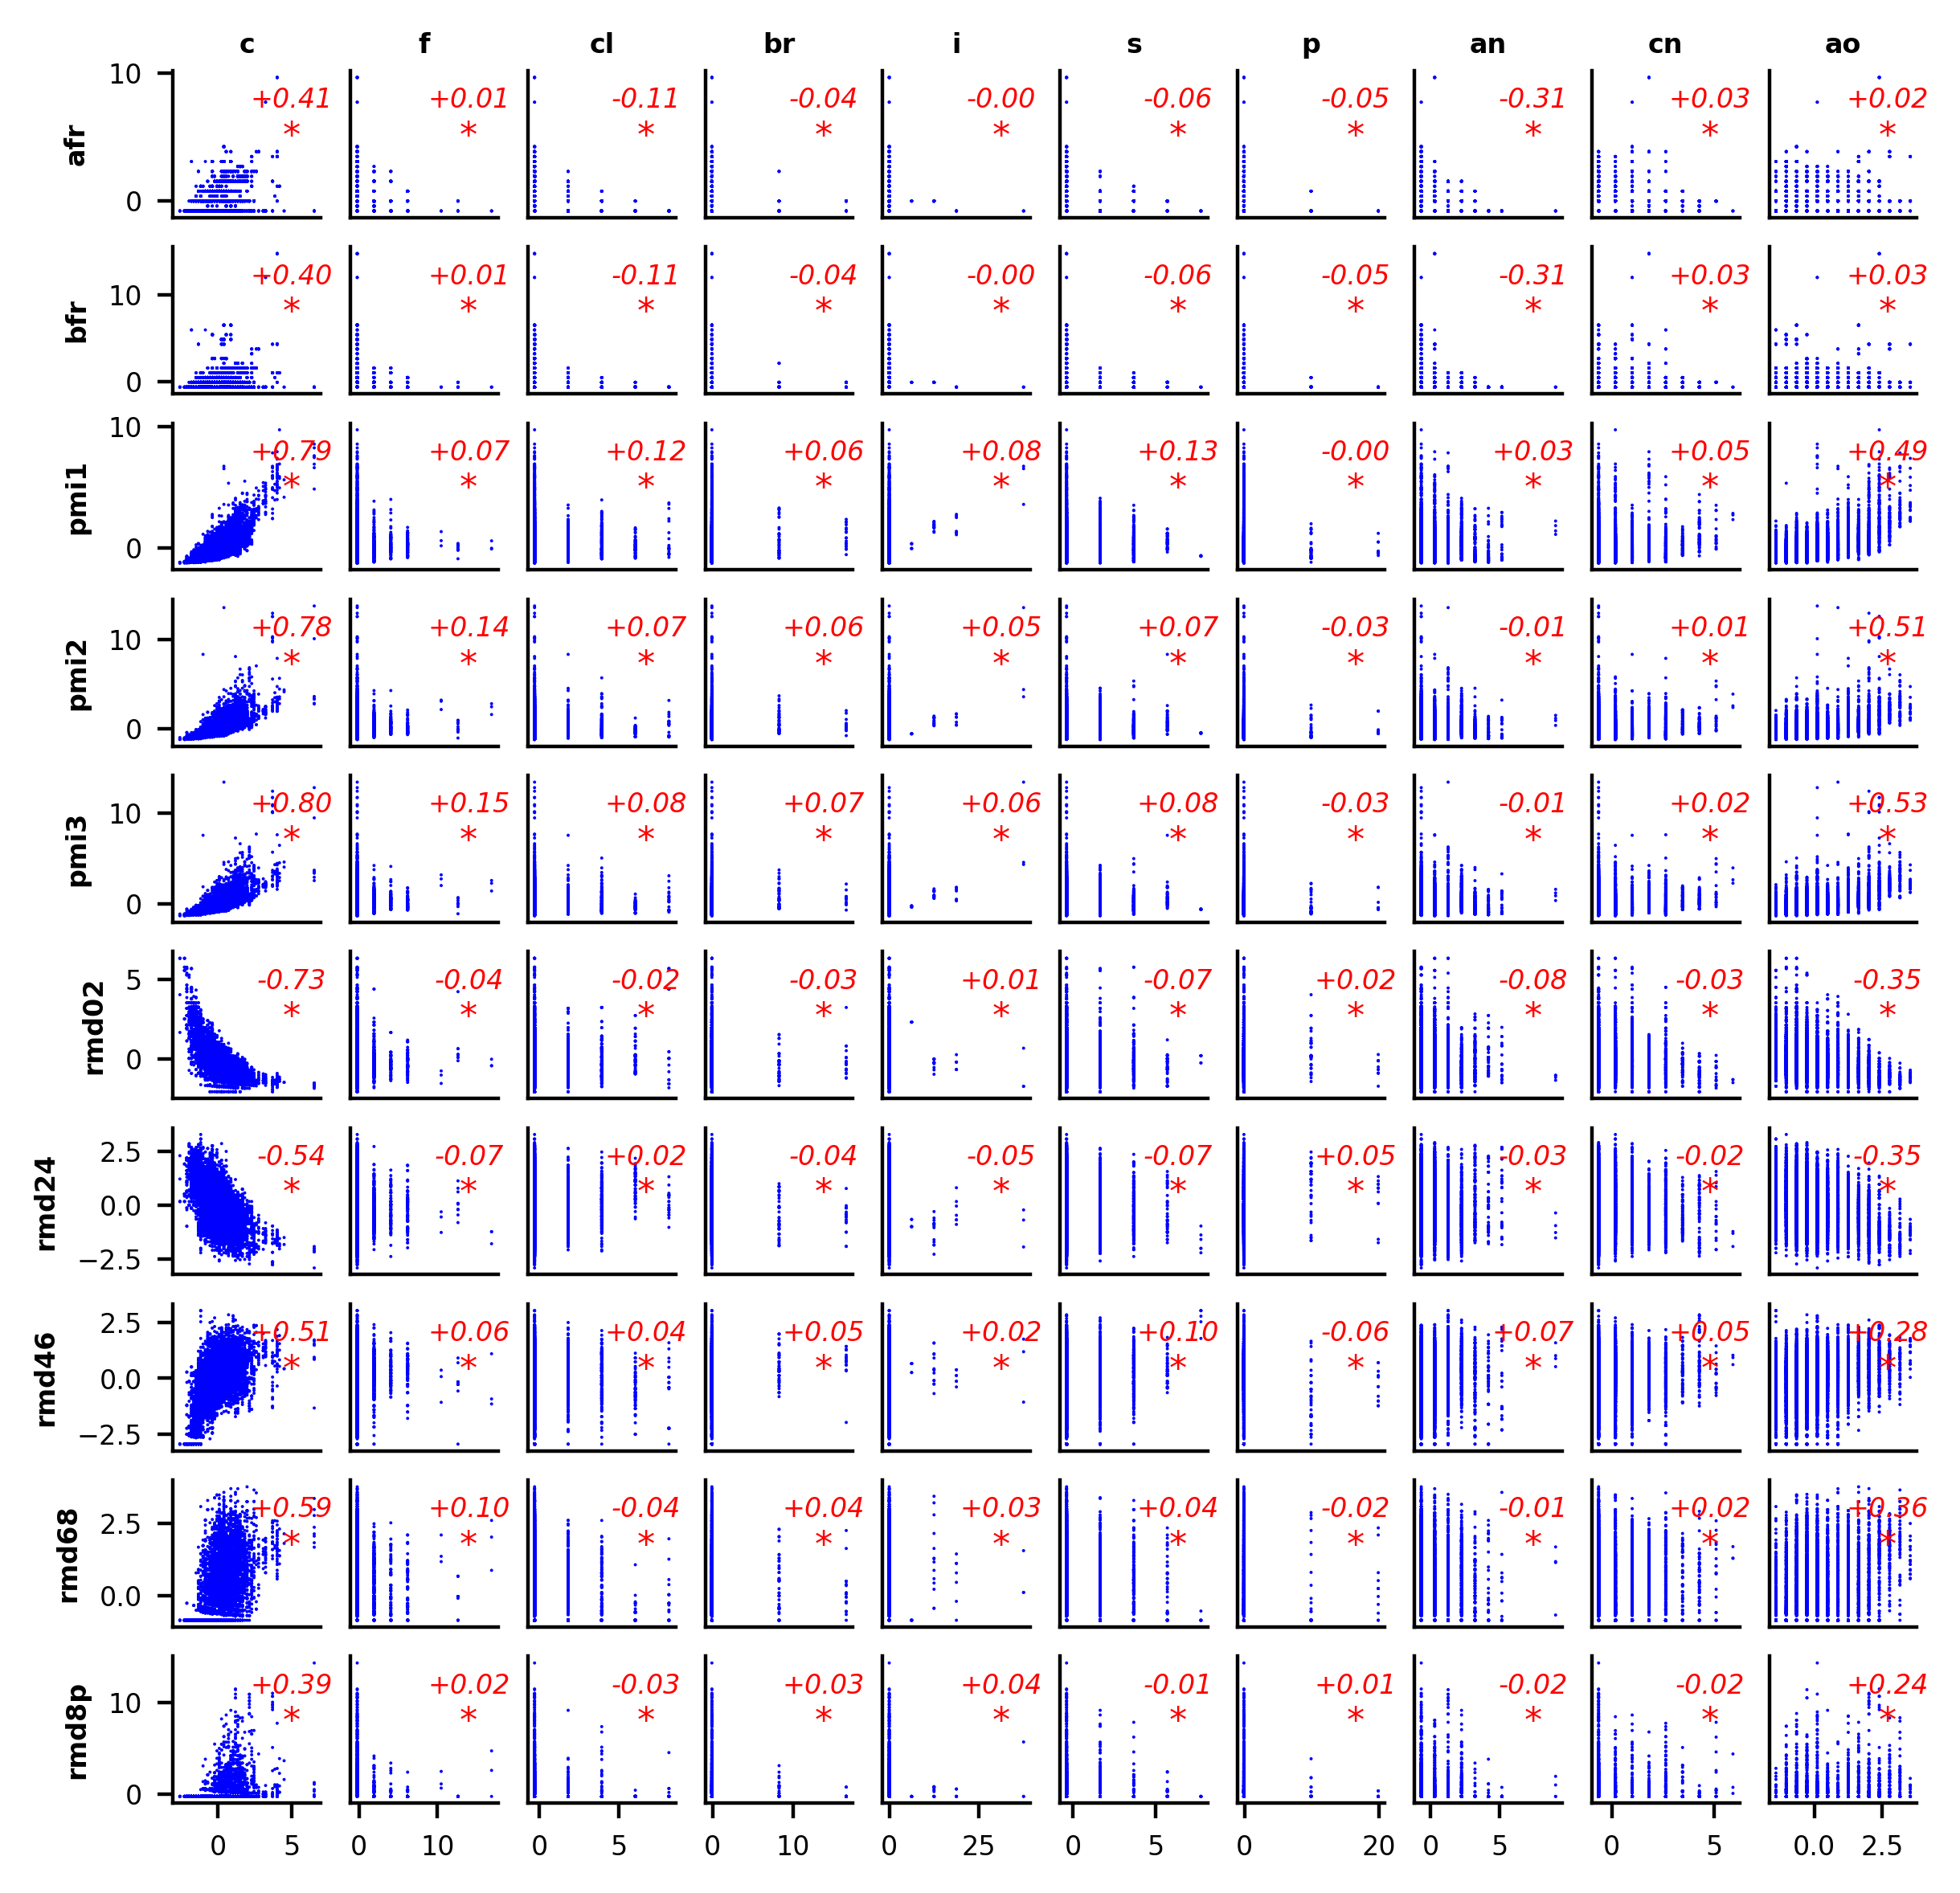 c f cl br i s p an cn ao
10
+0.41 +0.01 -0.11 -0.04 -0.00 -0.06 -0.05 -0.31 +0.03 +0.02
* * * * * * * * * *
afr
0
+0.40 +0.01 -0.11 -0.04 -0.00 -0.06 -0.05 -0.31 +0.03 +0.03
10
* * * * * * * * * *
bfr
0
10
+0.79 +0.07 +0.12 +0.06 +0.08 +0.13 -0.00 +0.03 +0.05 +0.49
* * * * * * * * * *
pmi1
0
+0.78 +0.14 +0.07 +0.06 +0.05 +0.07 -0.03 -0.01 +0.01 +0.51
10
* * * * * * * * * *
pmi2
0
+0.80 +0.15 +0.08 +0.07 +0.06 +0.08 -0.03 -0.01 +0.02 +0.53
10
* * * * * * * * * *
pmi3
0
5
-0.73 -0.04 -0.02 -0.03 +0.01 -0.07 +0.02 -0.08 -0.03 -0.35
* * * * * * * * * *
rmd02
0
2.5
-0.54 -0.07 +0.02 -0.04 -0.05 -0.07 +0.05 -0.03 -0.02 -0.35
* * * * * * * * * *
rmd24
0.0
−2.5
2.5
+0.51 +0.06 +0.04 +0.05 +0.02 +0.10 -0.06 +0.07 +0.05 +0.28
* * * * * * * * * *
rmd46
0.0
−2.5
+0.59 +0.10 -0.04 +0.04 +0.03 +0.04 -0.02 -0.01 +0.02 +0.36
2.5
* * * * * * * * * *
rmd68
0.0
+0.39 +0.02 -0.03 +0.03 +0.04 -0.01 +0.01 -0.02 -0.02 +0.24
10
* * * * * * * * * *
rmd8p
0
0 5 0 10 0 5 0 10 0 25 0 5 0 20 0 5 0 5 0.0 2.5